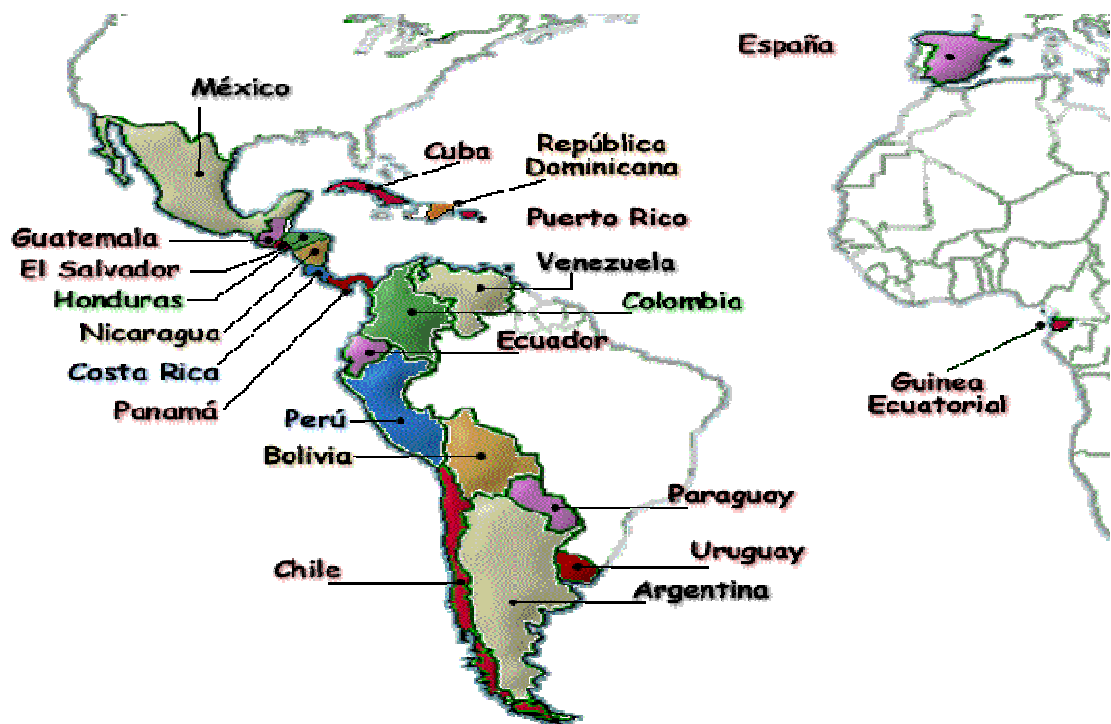 España
México
Cuba
República
Dominicana
Puerto Rico
Guatemala
El Salvador
Venezuela
Honduras
Colombia
Nicaragua
Ecuador
Costa Rica
Guinea
Ecuatorial
Panamá
Perú
Bolivia
Paraguay
Uruguay
Chile
Argentina